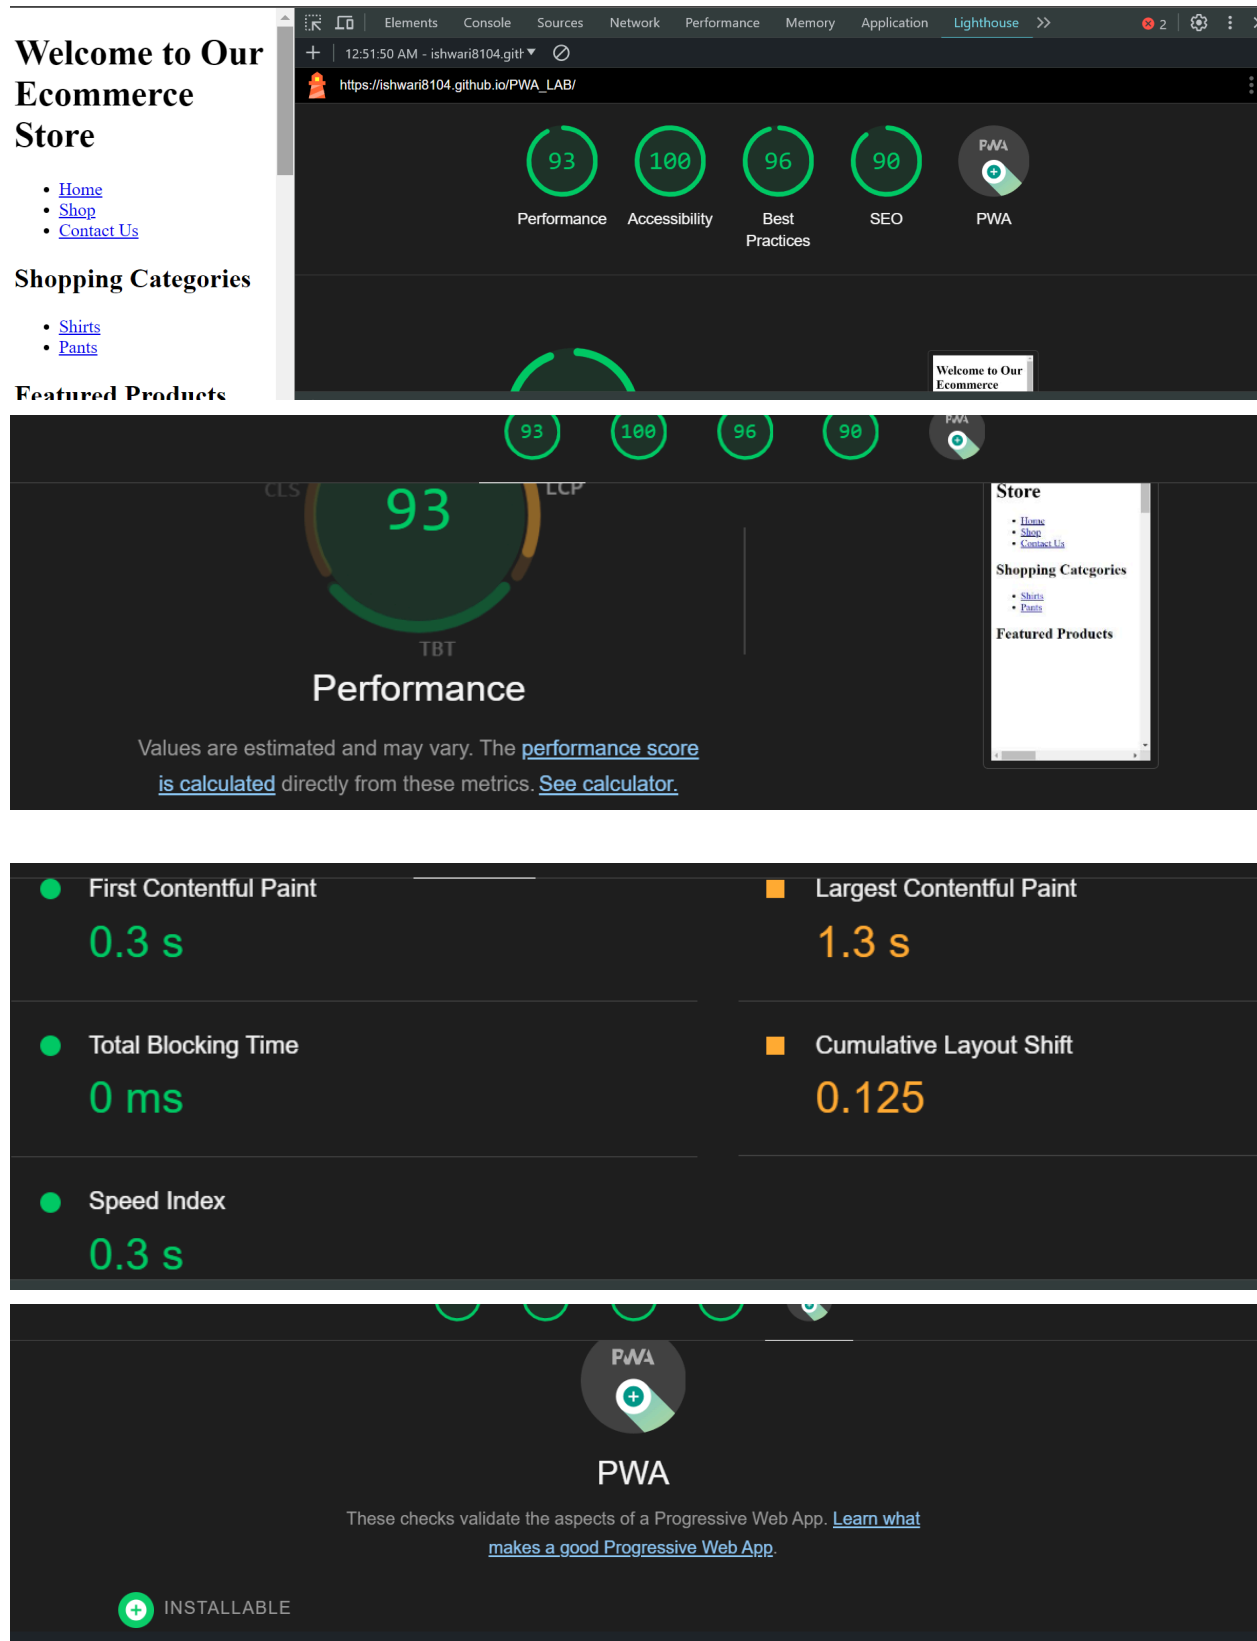 Welcome to Our
Ecommerce
Store
Home
Shop
Contact Us
Shopping Categories
Shirts
Pants
Featured Products
Elements Console Sources Network Performance Memory Application Lighthouse 2
12:51:50 AM - ishwari8104.gith
https://ishwari8104.github.io/PWA_LAB/
93 100 96 90 PWA
Performance Accessibility Best Practices SEO PWA
Welcome to Our
Ecommerce
93 100 96 90 PWA
CLS 93 LCP
TBT
Performance
Values are estimated and may vary. The performance score
is calculated directly from these metrics. See calculator.
Store
Home
Shop
Contact Us
Shopping Categories
Shirts
Pants
Featured Products
First Contentful Paint
0.3 s
Largest Contentful Paint
1.3 s
Total Blocking Time
0 ms
Cumulative Layout Shift
0.125
Speed Index
0.3 s
PWA
PWA
These checks validate the aspects of a Progressive Web App. Learn what
makes a good Progressive Web App.
INSTALLABLE